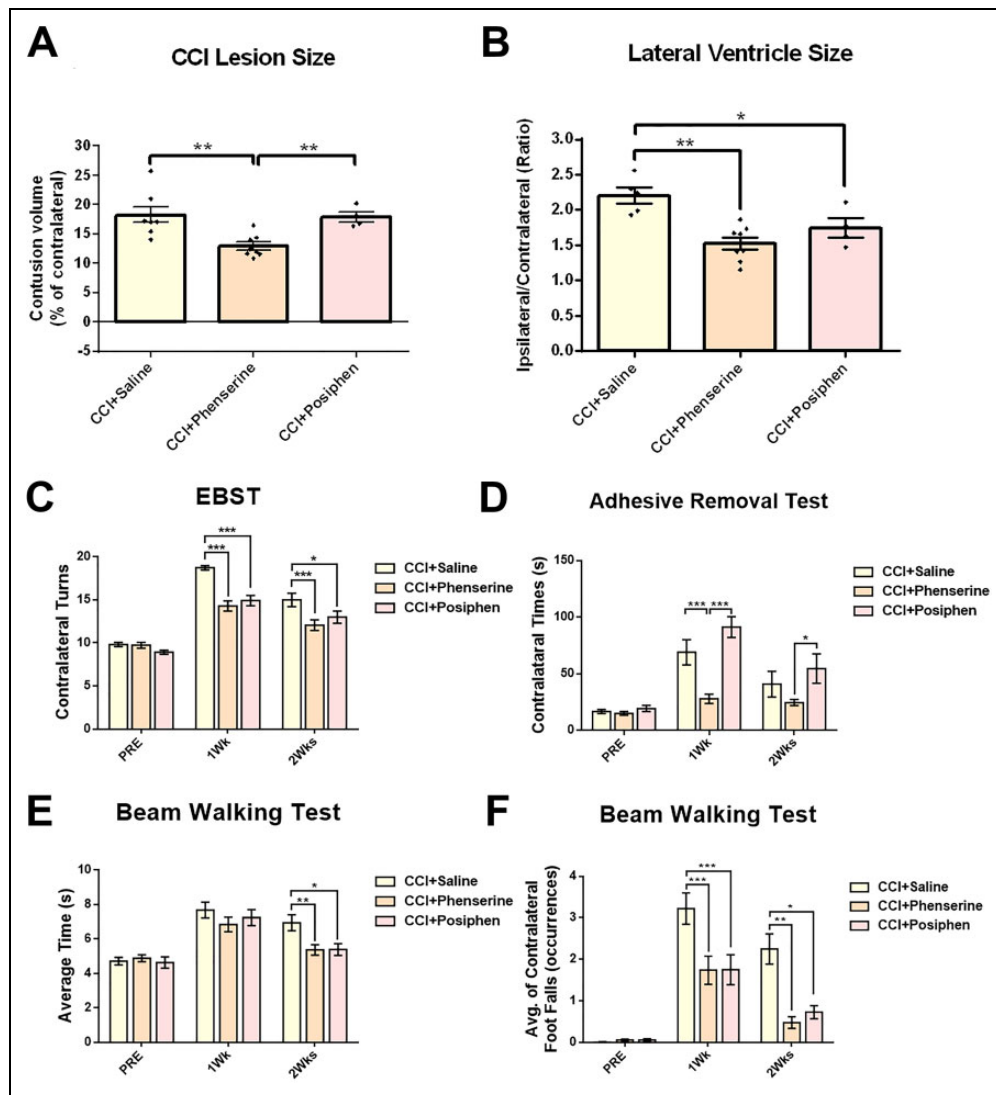 A
CCI Lesion Size
Contusion volume
(% of contralateral)
30
25
20
15
10
5
0
-5
**
**
CCI+Saline
CCI+Phenserine
CCI+Posiphen
B
Lateral Ventricle Size
Ipsilateral/Contralateral (Ratio)
3.0
2.5
2.0
1.5
1.0
0.5
0.0
*
**
CCI+Saline
CCI+Phenserine
CCI+Posiphen
C
EBST
Contralateral Turns
20
15
10
5
0
***
***
*
***
PRE
1Wk
2Wks
CCI+Saline
CCI+Phenserine
CCI+Posiphen
D
Adhesive Removal Test
Contralataral Times (s)
150
100
50
0
***
***
*
PRE
1Wk
2Wks
CCI+Saline
CCI+Phenserine
CCI+Posiphen
E
Beam Walking Test
Average Time (s)
10
8
6
4
2
0
*
**
PRE
1Wk
2Wks
CCI+Saline
CCI+Phenserine
CCI+Posiphen
F
Beam Walking Test
Avg. of Contralateral
Foot Falls (occurrences)
4
3
2
1
0
***
***
*
**
PRE
1Wk
2Wks
CCI+Saline
CCI+Phenserine
CCI+Posiphen